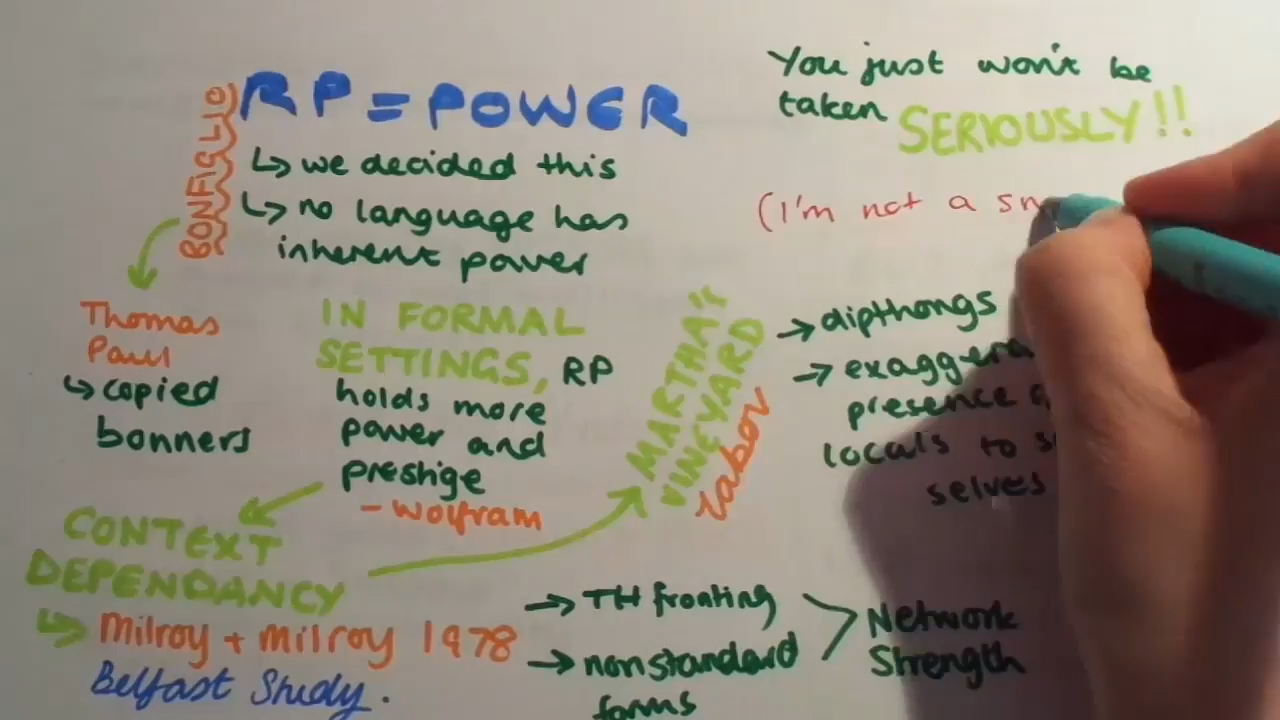 BONFIGLIO
RP = POWER
↳ we decided this
↳ no language has
inherent power
You just won't be
taken SERIOUSLY!!
(I'm not a sn
Thomas
Paul
↳ copied
bonners
IN FORMAL
SETTINGS, RP
holds more
power and
prestige
- Wolfram
MARTHA'S
VINEYARD
Labov
→ dipthongs
→ exaggera
presence
locals to s
selves
CONTEXT
DEPENDANCY
↳ Milroy + Milroy 1978
Belfast Study.
→ TH fronting
→ nonstandard
forms
Network
Strength